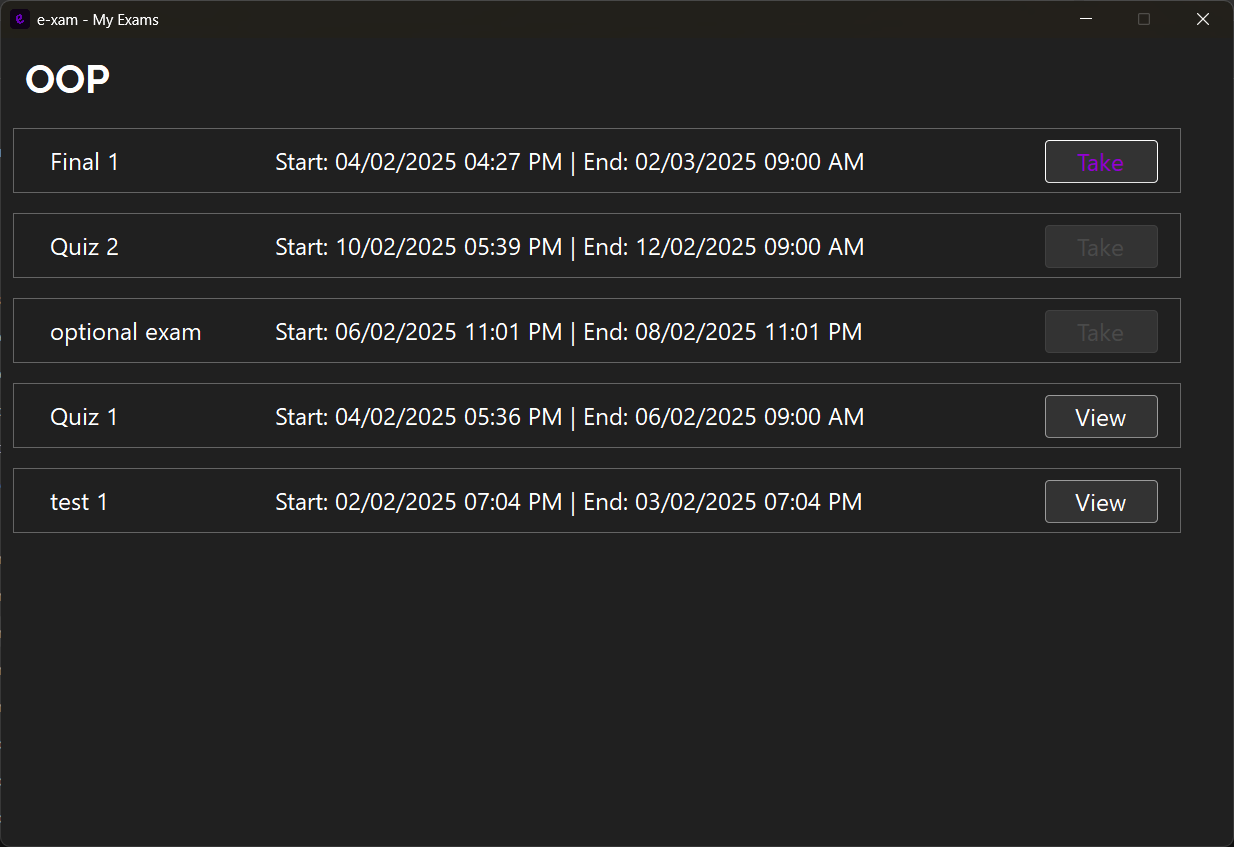 e-xam - My Exams
OOP
Final 1 Start: 04/02/2025 04:27 PM | End: 02/03/2025 09:00 AM Take
Quiz 2 Start: 10/02/2025 05:39 PM | End: 12/02/2025 09:00 AM Take
optional exam Start: 06/02/2025 11:01 PM | End: 08/02/2025 11:01 PM Take
Quiz 1 Start: 04/02/2025 05:36 PM | End: 06/02/2025 09:00 AM View
test 1 Start: 02/02/2025 07:04 PM | End: 03/02/2025 07:04 PM View